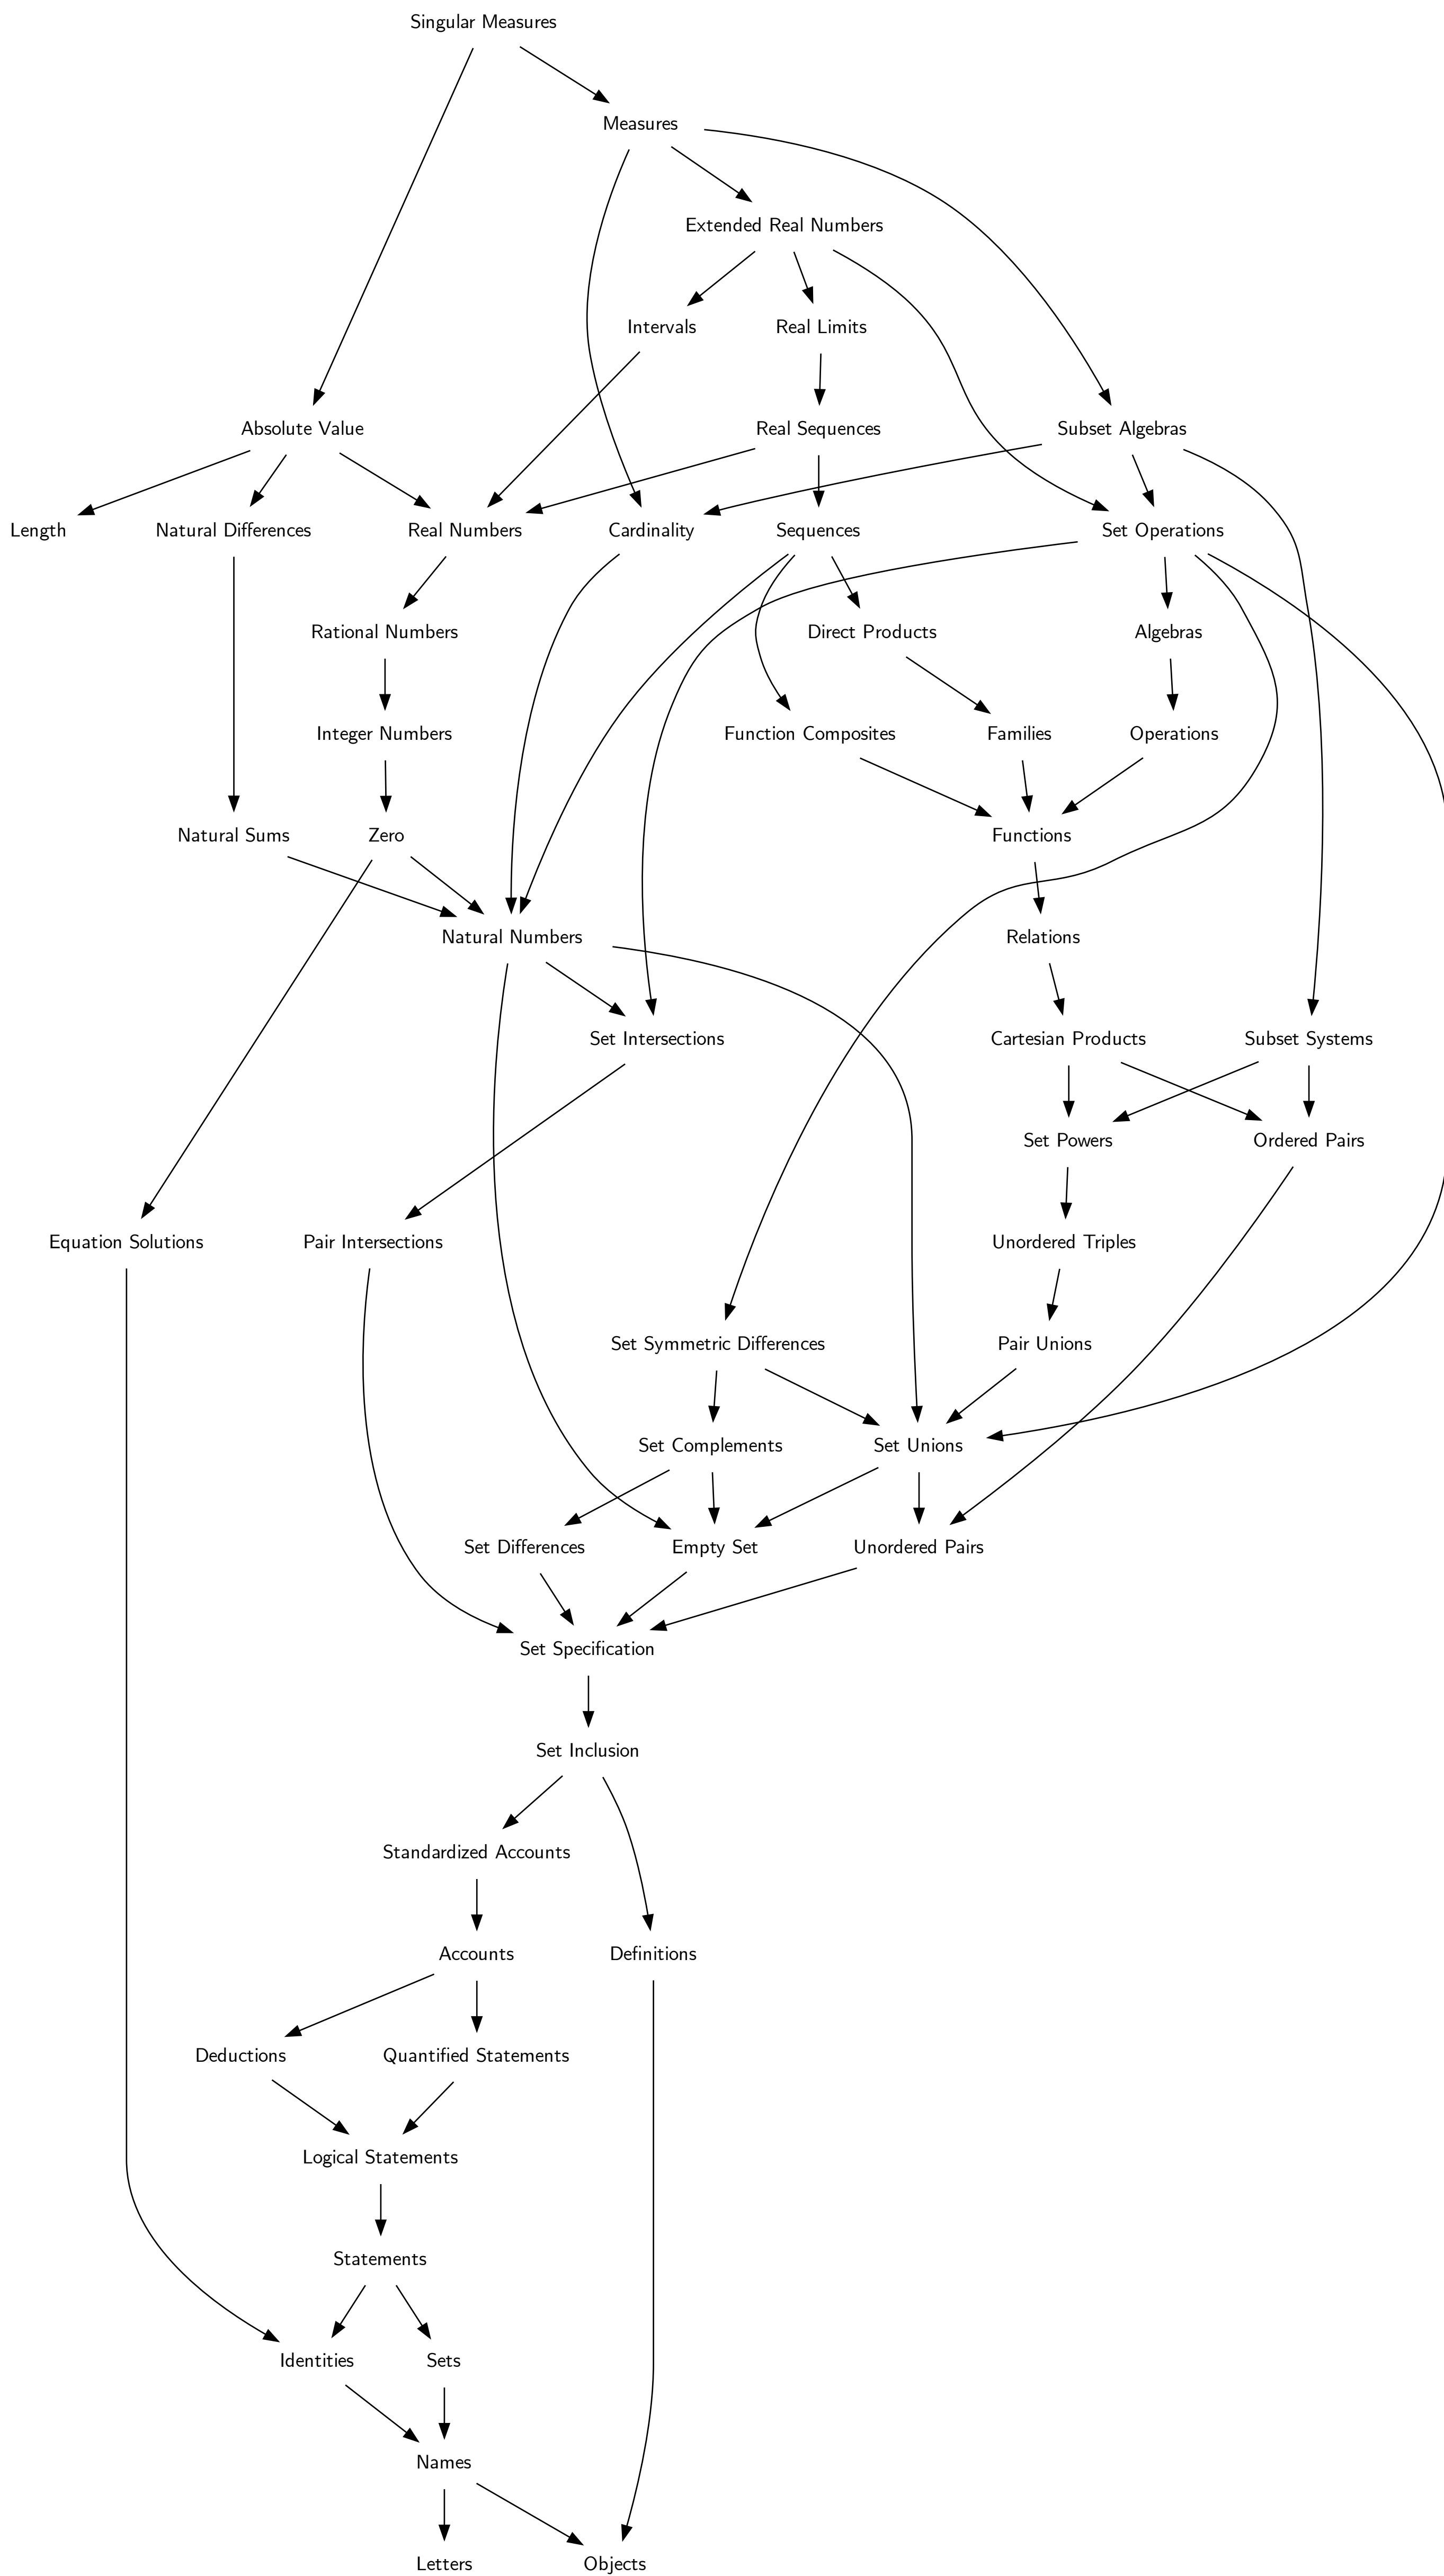 Singular Measures
Measures
Extended Real Numbers
Intervals
Real Limits
Absolute Value
Real Sequences
Subset Algebras
Length
Natural Differences
Real Numbers
Cardinality
Sequences
Set Operations
Rational Numbers
Direct Products
Algebras
Integer Numbers
Function Composites
Families
Operations
Natural Sums
Zero
Functions
Natural Numbers
Relations
Set Intersections
Cartesian Products
Subset Systems
Set Powers
Ordered Pairs
Equation Solutions
Pair Intersections
Unordered Triples
Set Symmetric Differences
Pair Unions
Set Complements
Set Unions
Set Differences
Empty Set
Unordered Pairs
Set Specification
Set Inclusion
Standardized Accounts
Accounts
Definitions
Deductions
Quantified Statements
Logical Statements
Statements
Identities
Sets
Names
Letters
Objects